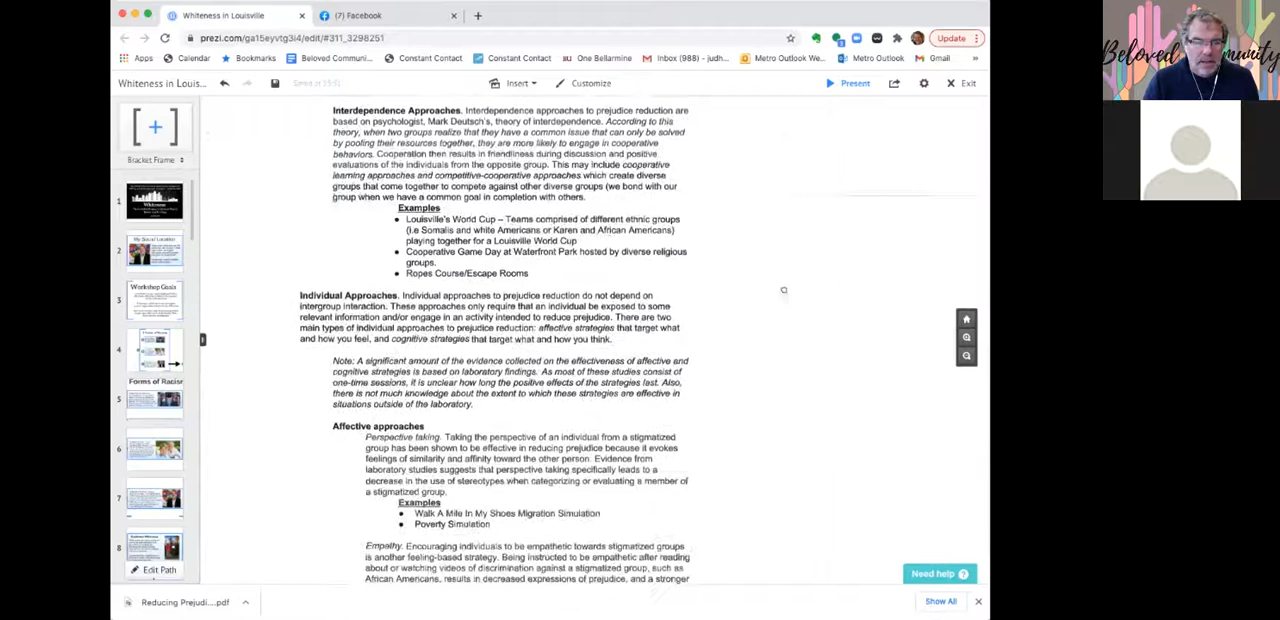 Whiteness in Louisville
(7) Facebook
prezi.com/ga15eyvtg3i4/edit/#311_3298251
Update
Apps
Calendar
Bookmarks
Beloved Communi...
Constant Contact
Constant Contact
One Bellarmine
Inbox (988) - judh...
Metro Outlook We...
Metro Outlook
Gmail
»
Whiteness in Louis...
Insert
Customize
Present
Exit
Bracket Frame
1
Whiteness
2
My Social Location
3
Workshop Goals
4
Forms of Racism
5
6
7
8
Edit Path
Interdependence Approaches. Interdependence approaches to prejudice reduction are
based on psychologist, Mark Deutsch's, theory of interdependence. According to this
theory, when two groups realize that they have a common issue that can only be solved
by pooling their resources together, they are more likely to engage in cooperative
behaviors. Cooperation then results in friendliness during discussion and positive
evaluations of the individuals from the opposite group. This may include cooperative
learning approaches and competitive-cooperative approaches which create diverse
groups that come together to compete against other diverse groups (we bond with our
group when we have a common goal in completion with others.
Examples
• Louisville's World Cup – Teams comprised of different ethnic groups
(i.e Somalis and white Americans or Karen and African Americans)
playing together for a Louisville World Cup
• Cooperative Game Day at Waterfront Park hosted by diverse religious
groups.
• Ropes Course/Escape Rooms
Individual Approaches. Individual approaches to prejudice reduction do not depend on
intergroup interaction. These approaches only require that an individual be exposed to some
relevant information and/or engage in an activity intended to reduce prejudice. There are two
main types of individual approaches to prejudice reduction: affective strategies that target what
and how you feel, and cognitive strategies that target what and how you think.
Note: A significant amount of the evidence collected on the effectiveness of affective and
cognitive strategies is based on laboratory findings. As most of these studies consist of
one-time sessions, it is unclear how long the positive effects of the strategies last. Also,
there is not much knowledge about the extent to which these strategies are effective in
situations outside of the laboratory.
Affective approaches
Perspective taking. Taking the perspective of an individual from a stigmatized
group has been shown to be effective in reducing prejudice because it evokes
feelings of similarity and affinity toward the other person. Evidence from
laboratory studies suggests that perspective taking specifically leads to a
decrease in the use of stereotypes when categorizing or evaluating a member of
a stigmatized group.
Examples
• Walk A Mile In My Shoes Migration Simulation
• Poverty Simulation
Empathy. Encouraging individuals to be empathetic towards stigmatized groups
is another feeling-based strategy. Being instructed to be empathetic after reading
about or watching videos of discrimination against a stigmatized group, such as
African Americans, results in decreased expressions of prejudice, and a stronger
Need help ?
Reducing Prejudi....pdf
Show All
Beloved
munity